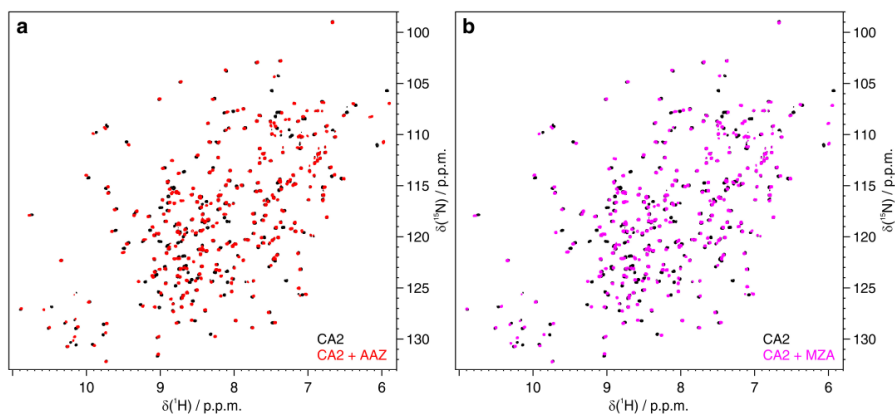 a
b
100
105
110
115
120
125
130
δ(¹⁵N) / p.p.m.
CA2
CA2 + AAZ
10
9
8
7
6
δ(¹H) / p.p.m.
100
105
110
115
120
125
130
δ(¹⁵N) / p.p.m.
CA2
CA2 + MZA
10
9
8
7
6
δ(¹H) / p.p.m.